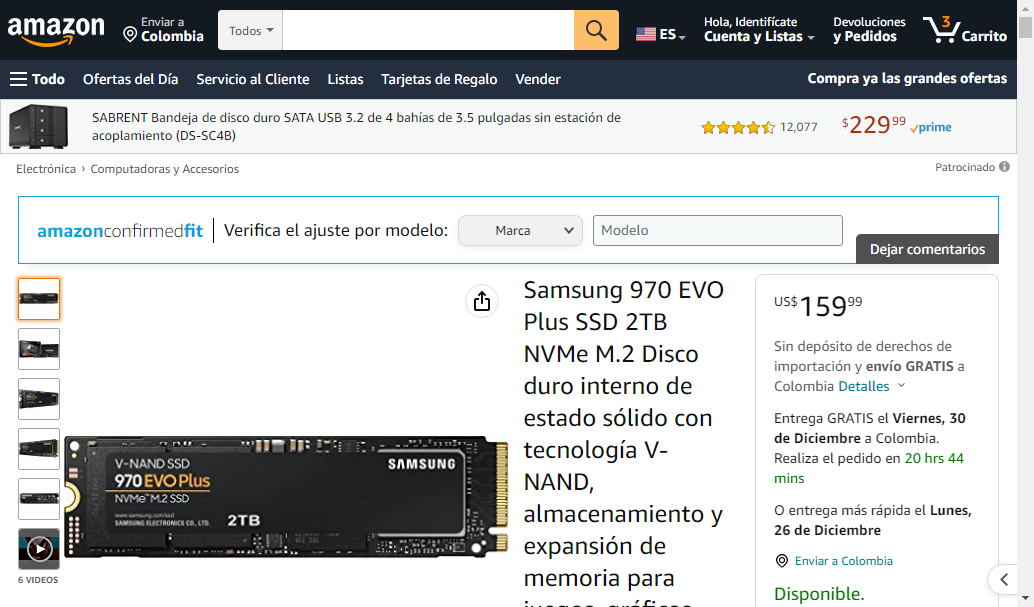 amazon
Enviar a
Colombia
Todos
ES
Hola, Identifícate
Cuenta y Listas
Devoluciones
y Pedidos
3
Carrito
Todo
Ofertas del Día
Servicio al Cliente
Listas
Tarjetas de Regalo
Vender
Compra ya las grandes ofertas
SABRENT Bandeja de disco duro SATA USB 3.2 de 4 bahías de 3.5 pulgadas sin estación de
acoplamiento (DS-SC4B)
12,077
$229 99
prime
Electrónica › Computadoras y Accesorios
Patrocinado
amazonconfirmedfit
Verifica el ajuste por modelo:
Marca
Modelo
Dejar comentarios
Samsung 970 EVO
Plus SSD 2TB
NVMe M.2 Disco
duro interno de
estado sólido con
tecnología V-
NAND,
almacenamiento y
expansión de
memoria para
juegos, gráficos
V-NAND SSD
970 EVO Plus
NVMe™ M.2 SSD
www.samsung.com/ssd
SAMSUNG ELECTRONICS CO., LTD.
2TB
SAMSUNG
6 VIDEOS
US$159 99
Sin depósito de derechos de
importación y envío GRATIS a
Colombia Detalles
Entrega GRATIS el Viernes, 30
de Diciembre a Colombia.
Realiza el pedido en 20 hrs 44
mins
O entrega más rápida el Lunes,
26 de Diciembre
Enviar a Colombia
Disponible.